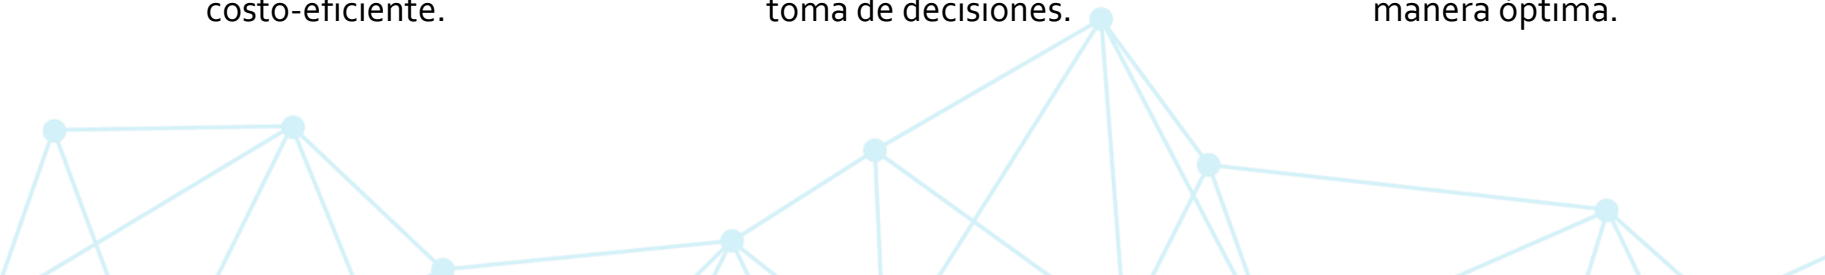 costo-eficiente.
toma de decisiones.
manera óptima.